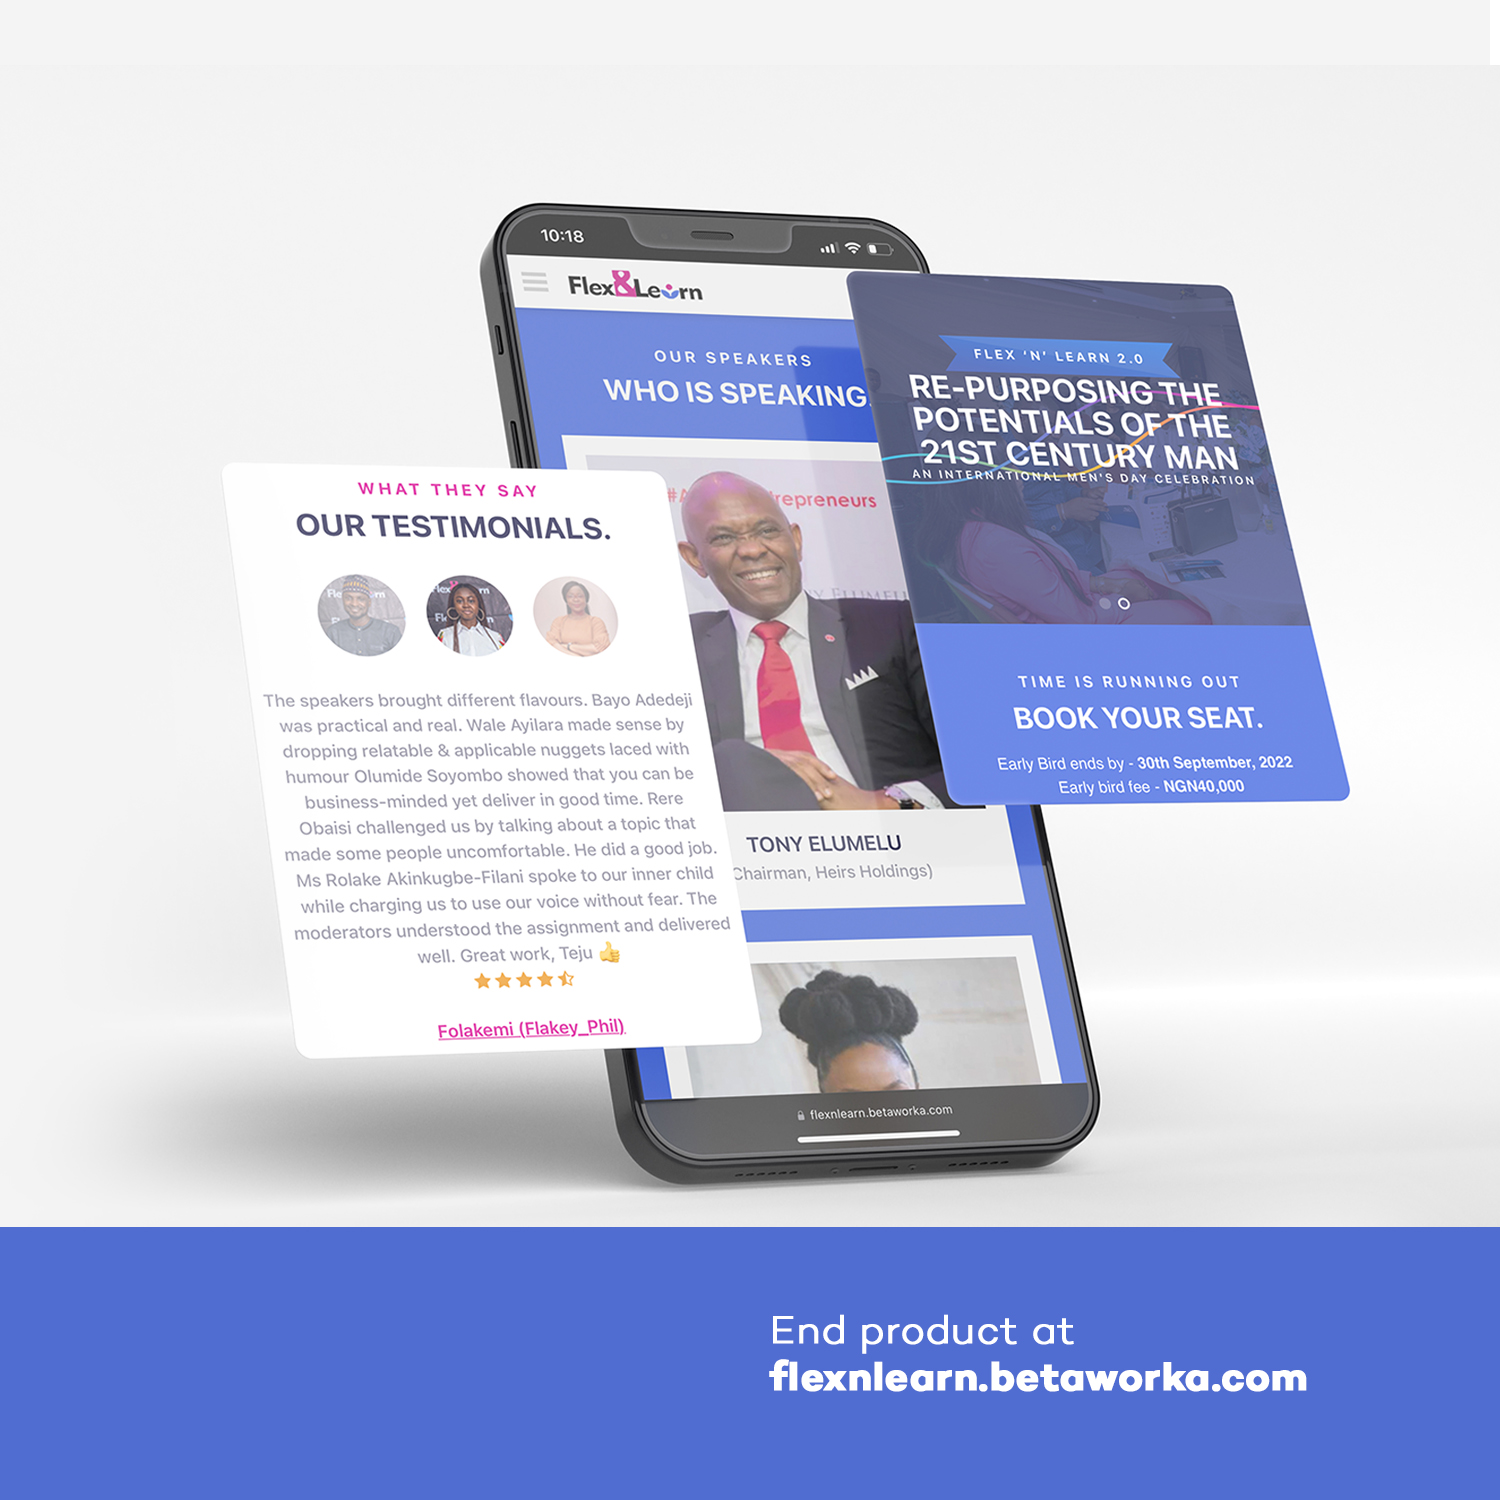 10:18
Flex&Learn
OUR SPEAKERS
WHO IS SPEAKING.
FLEX ‘N’ LEARN 2.0
RE-PURPOSING THE
POTENTIALS OF THE
21ST CENTURY MAN
AN INTERNATIONAL MEN'S DAY CELEBRATION
TIME IS RUNNING OUT
BOOK YOUR SEAT.
Early Bird ends by - 30th September, 2022
Early bird fee - NGN40,000
WHAT THEY SAY
OUR TESTIMONIALS.
The speakers brought different flavours. Bayo Adedeji
was practical and real. Wale Ayilara made sense by
dropping relatable & applicable nuggets laced with
humour Olumide Soyombo showed that you can be
business-minded yet deliver in good time. Rere
Obaisi challenged us by talking about a topic that
made some people uncomfortable. He did a good job.
Ms Rolake Akinkugbe-Filani spoke to our inner child
while charging us to use our voice without fear. The
moderators understood the assignment and delivered
well. Great work, Teju 👍
Folakemi (Flakey_Phil)
TONY ELUMELU
Chairman, Heirs Holdings)
flexnlearn.betaworka.com
End product at
flexnlearn.betaworka.com